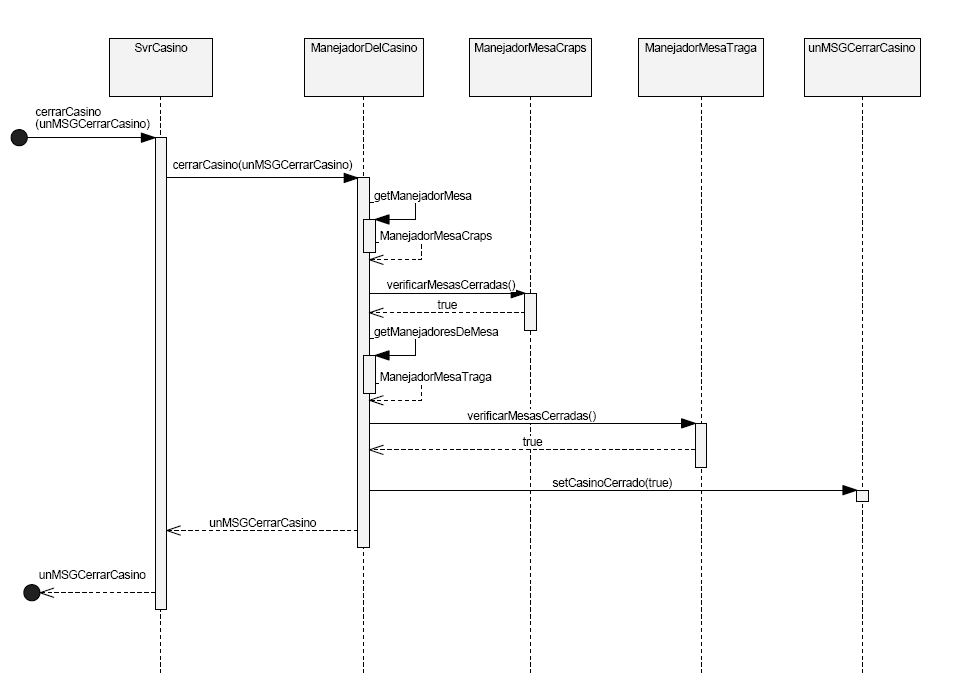 SvrCasino
ManejadorDelCasino
ManejadorMesaCraps
ManejadorMesaTraga
unMSGCerrarCasino
cerrarCasino
(unMSGCerrarCasino)
cerrarCasino(unMSGCerrarCasino)
getManejadorMesa
ManejadorMesaCraps
verificarMesasCerradas()
true
getManejadoresDeMesa
ManejadorMesaTraga
verificarMesasCerradas()
true
setCasinoCerrado(true)
unMSGCerrarCasino
unMSGCerrarCasino